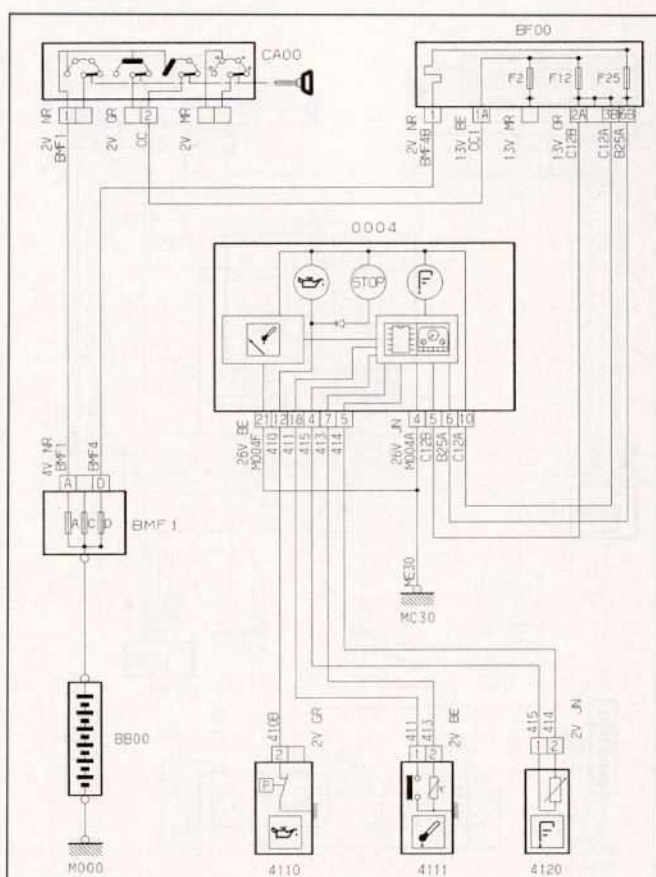 CA00
BF00
F2 F12 F25
1 2
2V NR
BMF1
2V GR
CC
2V MR
1 1A 2A 3B 6B
2V NR
BMF4B
13V BE
CC1
13V MR
13V OR
C12B
C12A
B25A
0004
STOP
21 12 18 4 7 5
26V BE
M004F
410
411
415
413
414
4 5 6 10
26V JN
M004A
C12B
B25A
C12A
4V NR
BMF1
BMF4
A D
A C D
BMF1
ME30
MC30
BB00
M000
410B
2V GR
2
P
4110
411
413
2V BE
1 2
4111
415
414
2V JN
1 2
4120